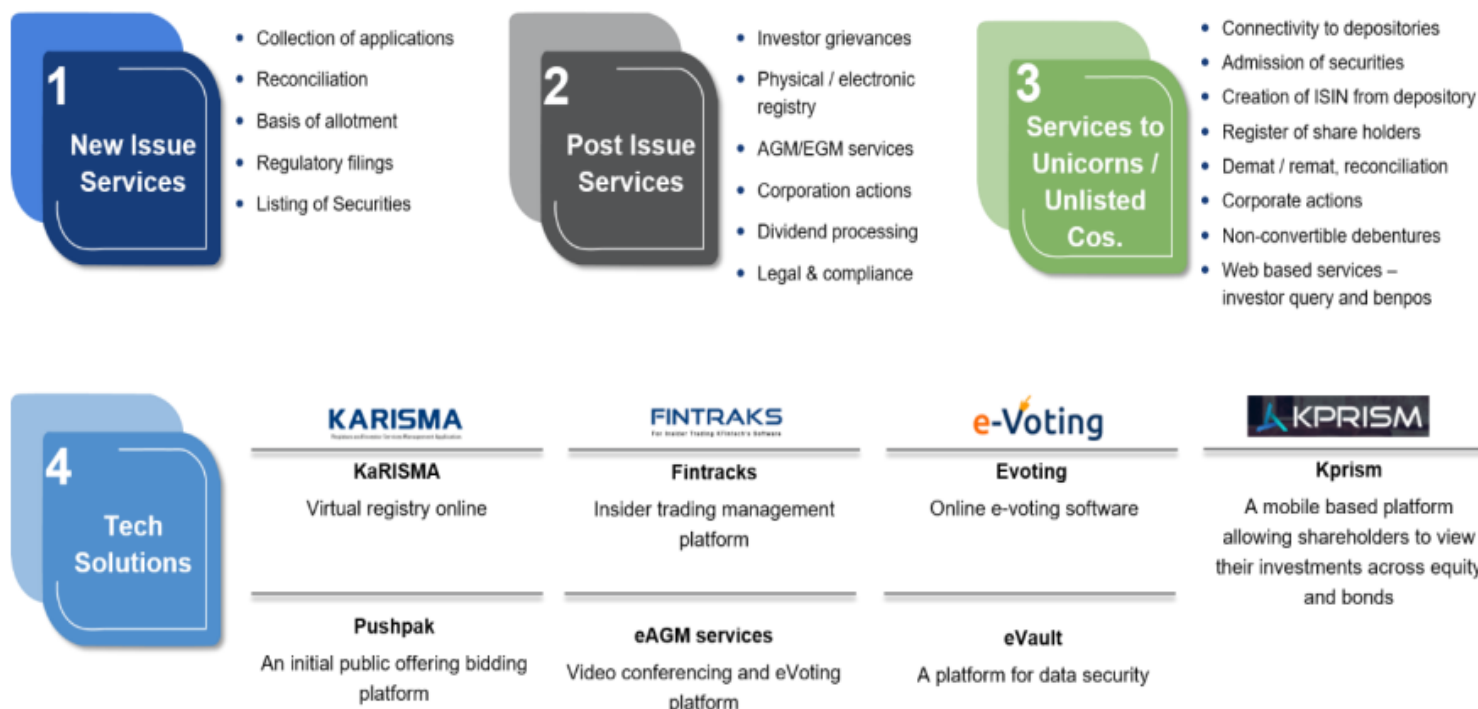 1
New Issue
Services
• Collection of applications
• Reconciliation
• Basis of allotment
• Regulatory filings
• Listing of Securities
2
Post Issue
Services
• Investor grievances
• Physical / electronic
registry
• AGM/EGM services
• Corporation actions
• Dividend processing
• Legal & compliance
3
Services to
Unicorns /
Unlisted
Cos.
• Connectivity to depositories
• Admission of securities
• Creation of ISIN from depository
• Register of share holders
• Demat / remat, reconciliation
• Corporate actions
• Non-convertible debentures
• Web based services –
investor query and benpos
4
Tech
Solutions
KARISMA
KaRISMA
Virtual registry online
FINTRAKS
For Insider Trading KFintech's Software
Fintracks
Insider trading management
platform
e-Voting
Evoting
Online e-voting software
KPRISM
Kprism
A mobile based platform
allowing shareholders to view
their investments across equity
and bonds
Pushpak
An initial public offering bidding
platform
eAGM services
Video conferencing and eVoting
platform
eVault
A platform for data security